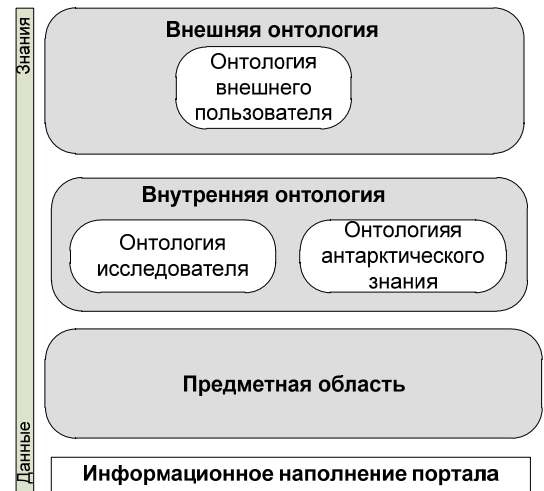 Знания
Внешняя онтология
Онтология
внешнего
пользователя
Внутренняя онтология
Онтология
исследователя
Онтологияя
антарктического
знания
Предметная область
Данные
Информационное наполнение портала